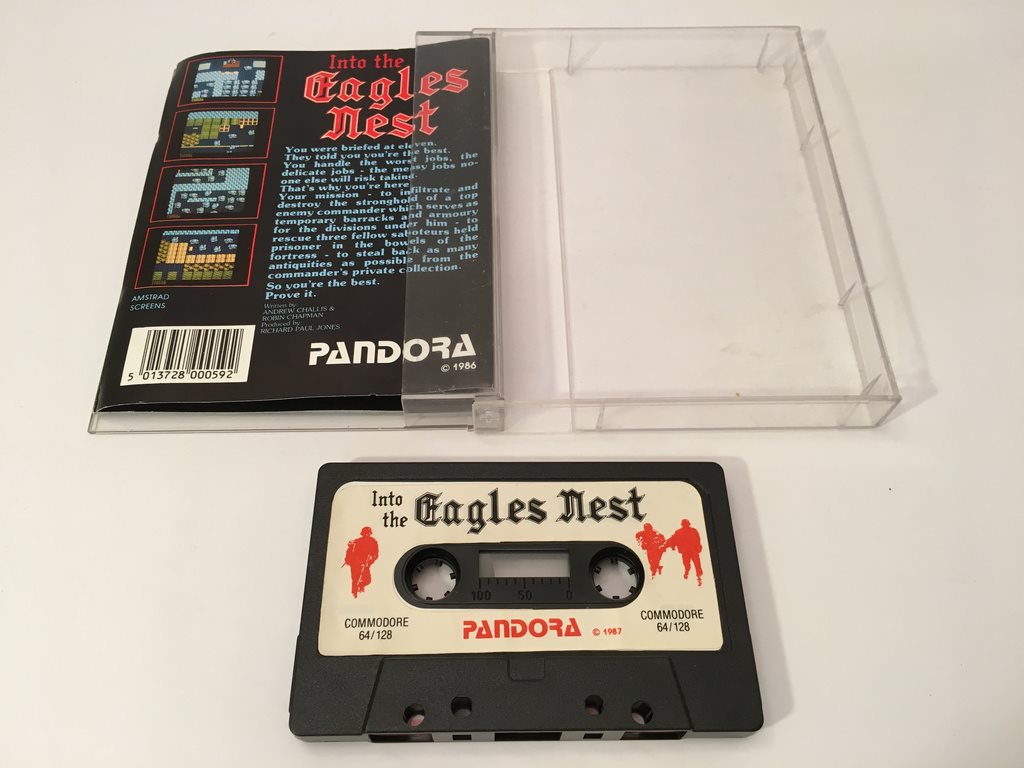 Into the
Eagles
Nest
You were briefed at eleven.
They told you you're the best.
You handle the worst jobs, the
delicate jobs - the messy jobs no-
one else will risk taking.
That's why you're here
Your mission - to infiltrate and
destroy the stronghold of a top
enemy commander which serves as
temporary barracks and armoury
for the divisions under him - to
rescue three fellow saboteurs held
prisoner in the bowels of the
fortress - to steal back as many
antiquities as possible from the
commander's private collection.
So you're the best.
Prove it.
Written by:
ANDREW CHALLIS &
ROBIN CHAPMAN
Produced by:
RICHARD PAUL JONES
AMSTRAD
SCREENS
5 013728 000592
PANDORA
© 1986
Into
the
Eagles Nest
100 50 0
COMMODORE
64/128
PANDORA © 1987
COMMODORE
64/128